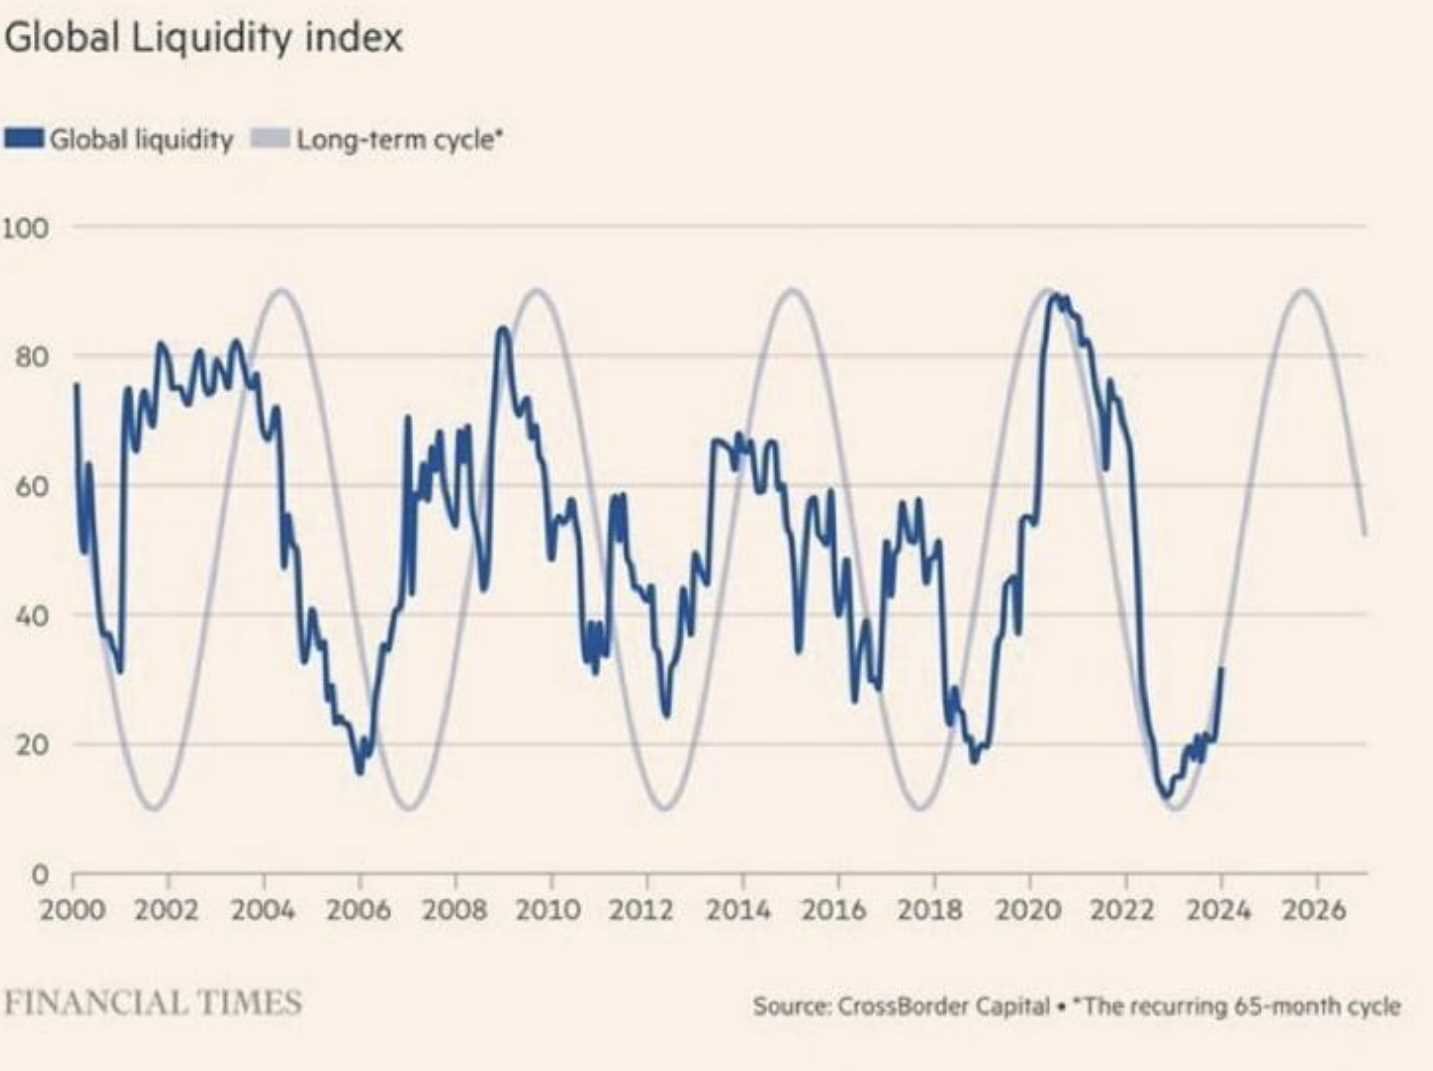 Global Liquidity index
Global liquidity Long-term cycle*
100
80
60
40
20
0
2000 2002 2004 2006 2008 2010 2012 2014 2016 2018 2020 2022 2024 2026
FINANCIAL TIMES
Source: CrossBorder Capital • *The recurring 65-month cycle